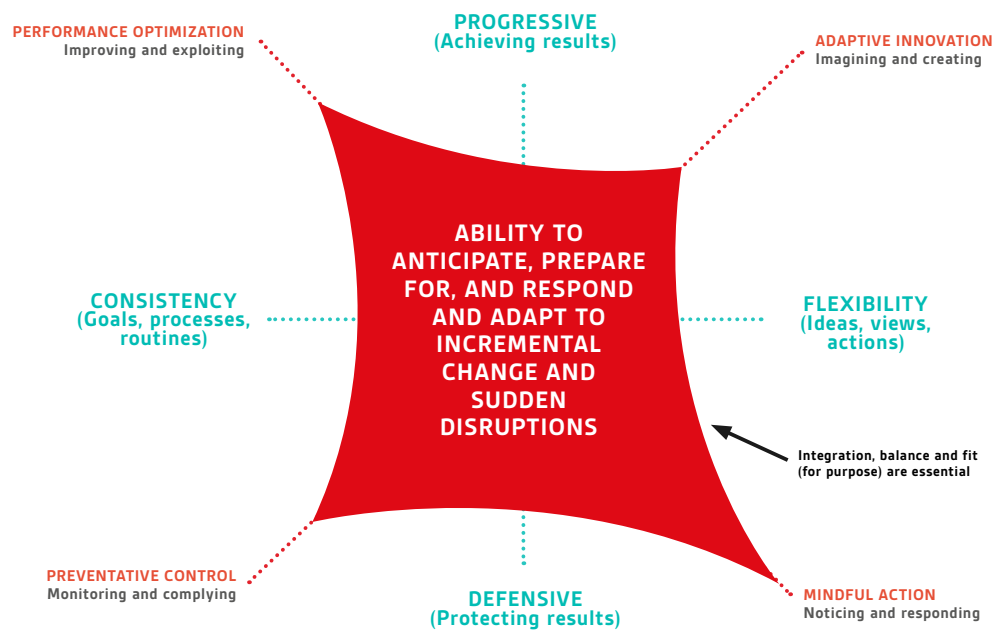 PERFORMANCE OPTIMIZATION
Improving and exploiting
PROGRESSIVE
(Achieving results)
ADAPTIVE INNOVATION
Imagining and creating
ABILITY TO
ANTICIPATE, PREPARE
FOR, AND RESPOND
AND ADAPT TO
INCREMENTAL
CHANGE AND
SUDDEN
DISRUPTIONS
CONSISTENCY
(Goals, processes,
routines)
FLEXIBILITY
(Ideas, views,
actions)
Integration, balance and fit
(for purpose) are essential
PREVENTATIVE CONTROL
Monitoring and complying
DEFENSIVE
(Protecting results)
MINDFUL ACTION
Noticing and responding